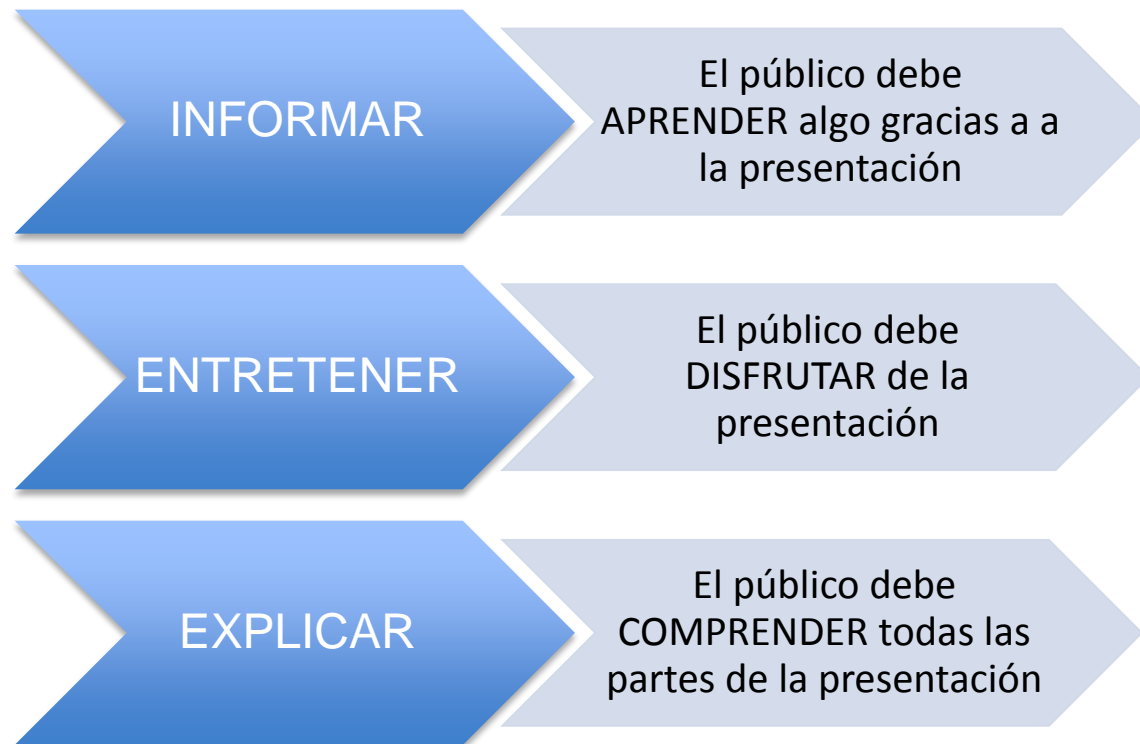 INFORMAR
El público debe
APRENDER algo gracias a a
la presentación
ENTRETENER
El público debe
DISFRUTAR de la
presentación
EXPLICAR
El público debe
COMPRENDER todas las
partes de la presentación